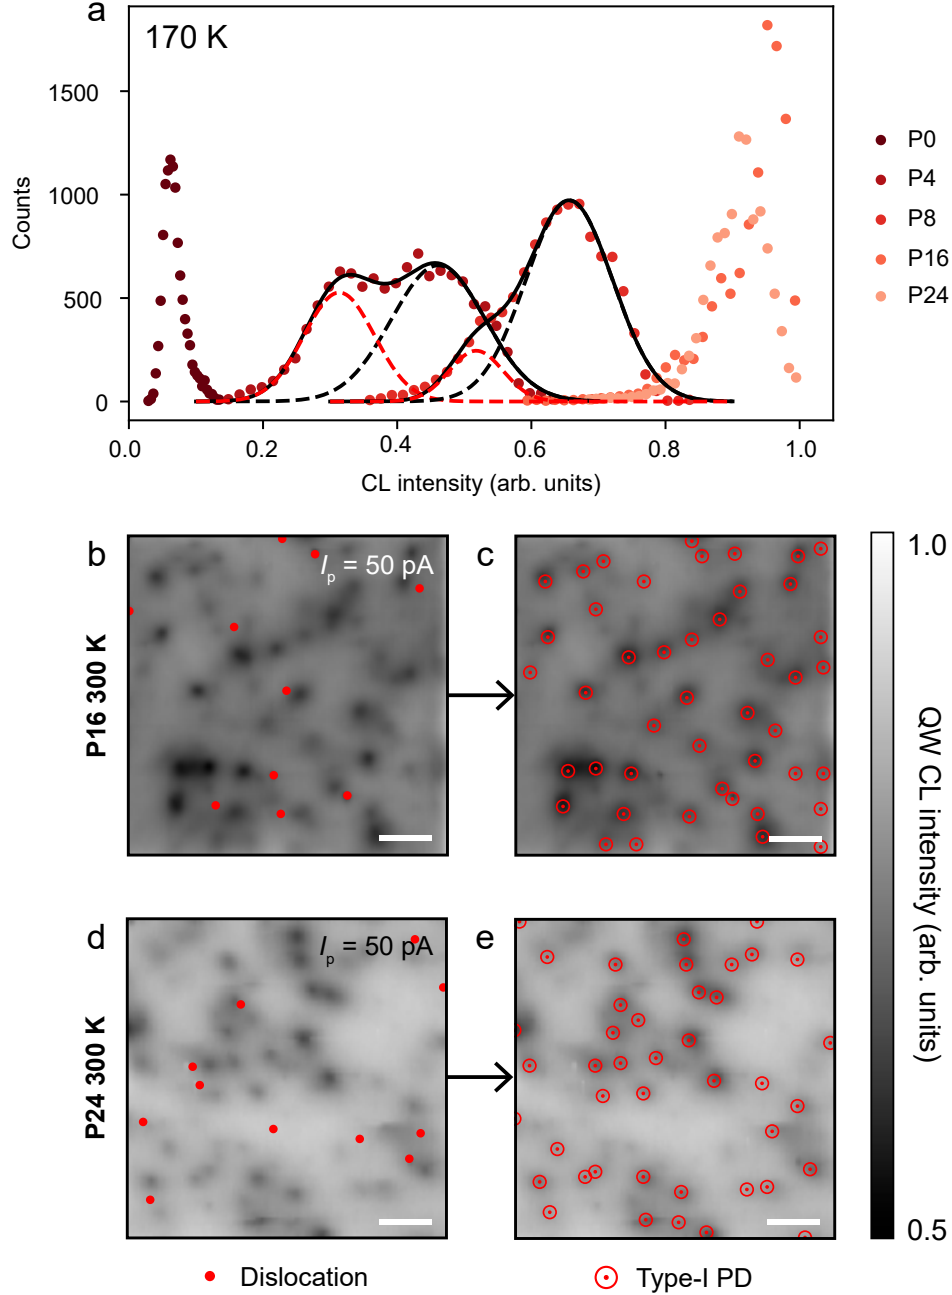 a
170 K
1500
1000
500
0
Counts
0.0 0.2 0.4 0.6 0.8 1.0
CL intensity (arb. units)
P0
P4
P8
P16
P24
b
Ip = 50 pA
c
P16 300 K
d
Ip = 50 pA
e
P24 300 K
1.0
QW CL intensity (arb. units)
0.5
Dislocation
Type-I PD